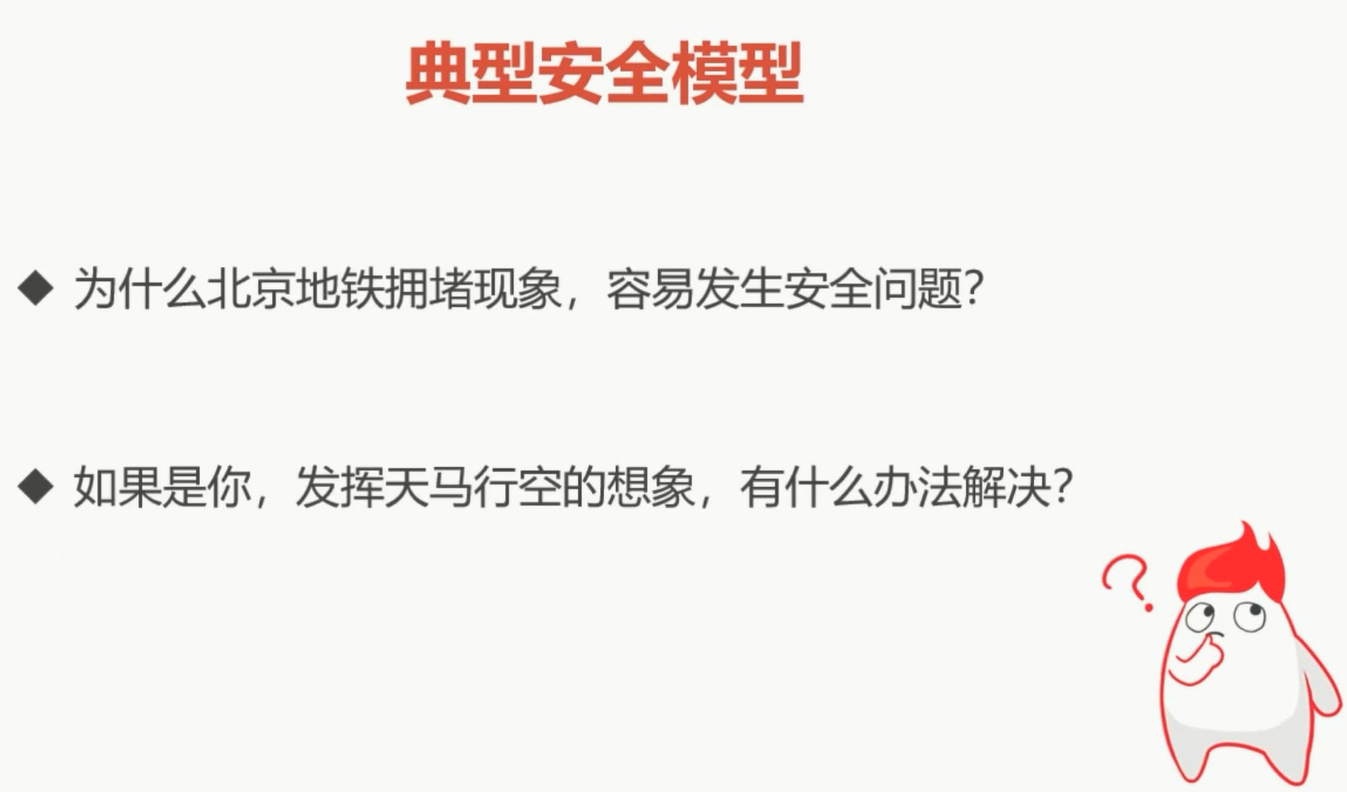 典型安全模型
◆ 为什么北京地铁拥堵现象，容易发生安全问题？
◆ 如果是你，发挥天马行空的想象，有什么办法解决？
?